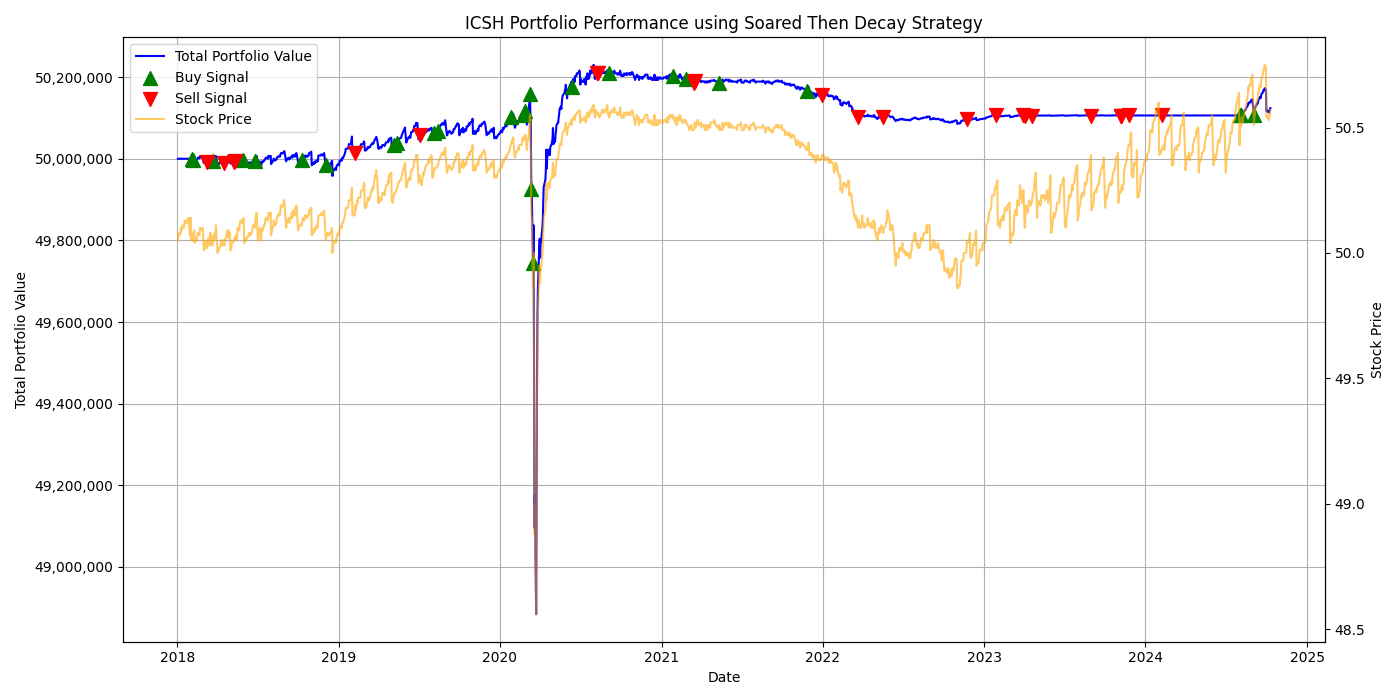 ICSH Portfolio Performance using Soared Then Decay Strategy
Total Portfolio Value
Buy Signal
Sell Signal
Stock Price
50,200,000
50,000,000
49,800,000
49,600,000
49,400,000
49,200,000
49,000,000
Total Portfolio Value
50.5
50.0
49.5
49.0
48.5
Stock Price
2018
2019
2020
2021
2022
2023
2024
2025
Date